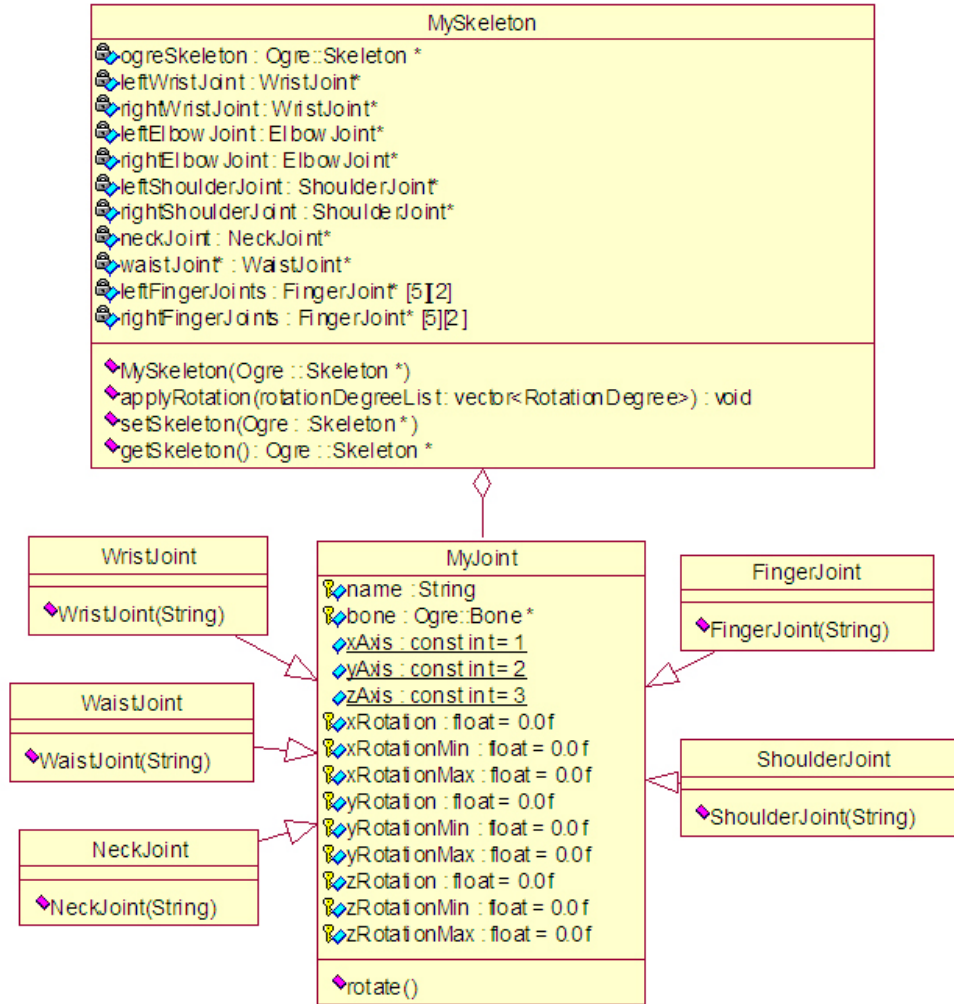 MySkeleton
ogreSkeleton : Ogre::Skeleton *
leftWristJoint : WristJoint*
rightWristJoint : WristJoint*
leftElbowJoint : ElbowJoint*
rightElbowJoint : ElbowJoint*
leftShoulderJoint : ShoulderJoint*
rightShoulderJoint : ShoulderJoint*
neckJoint : NeckJoint*
waistJoint* : WaistJoint*
leftFingerJoints : FingerJoint* [5][2]
rightFingerJoints : FingerJoint* [5][2]
MySkeleton(Ogre::Skeleton *)
applyRotation(rotationDegreeList : vector<RotationDegree>) : void
setSkeleton(Ogre::Skeleton *)
getSkeleton() : Ogre::Skeleton *
WristJoint
WristJoint(String)
WaistJoint
WaistJoint(String)
NeckJoint
NeckJoint(String)
MyJoint
name : String
bone : Ogre::Bone *
xAxis : const int = 1
yAxis : const int = 2
zAxis : const int = 3
xRotation : float = 0.0f
xRotationMin : float = 0.0f
xRotationMax : float = 0.0f
yRotation : float = 0.0f
yRotationMin : float = 0.0f
yRotationMax : float = 0.0f
zRotation : float = 0.0f
zRotationMin : float = 0.0f
zRotationMax : float = 0.0f
rotate()
FingerJoint
FingerJoint(String)
ShoulderJoint
ShoulderJoint(String)